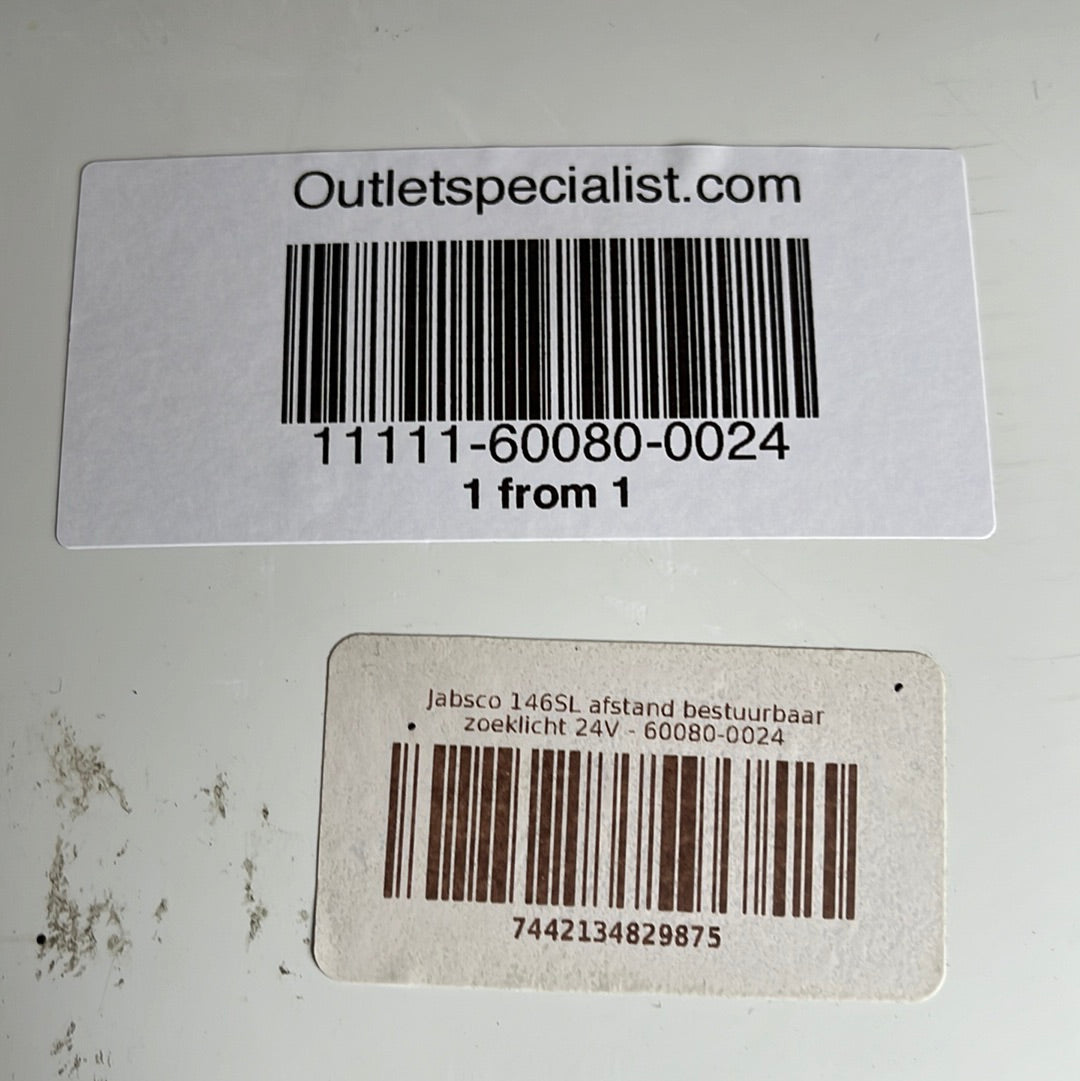 Outletspecialist.com
11111-60080-0024
1 from 1
Jabsco 146SL afstand bestuurbaar
zoeklicht 24V - 60080-0024
7442134829875